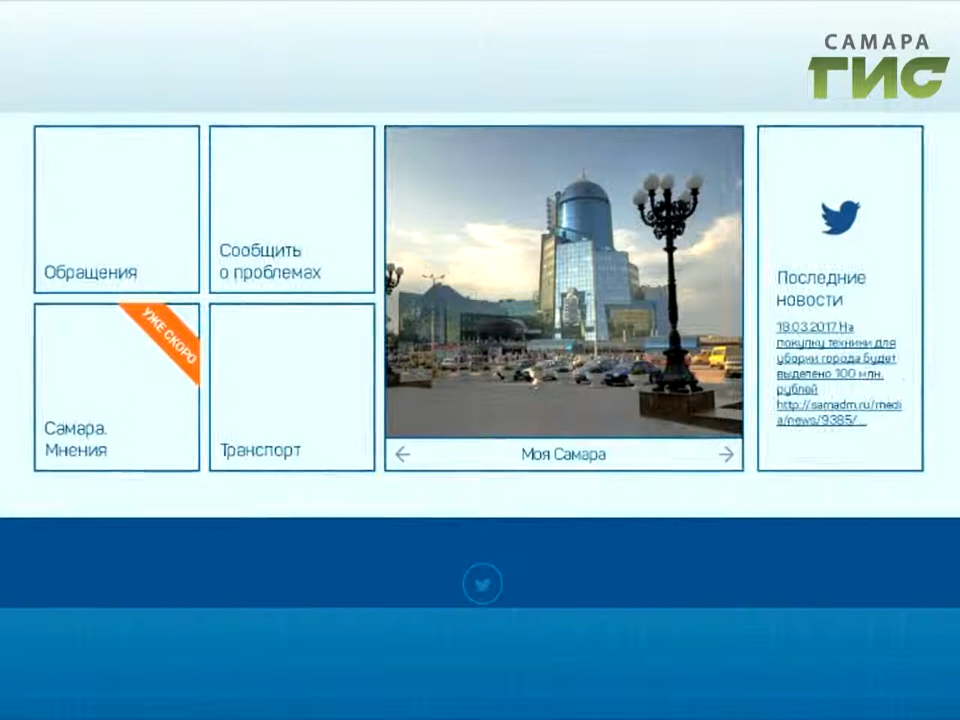 САМАРА
ГИС
Обращения
Сообщить
о проблемах
УЖЕ СКОРО
Самара.
Мнения
Транспорт
Моя Самара
Последние
новости
18.03.2017 На
покупку техники для
уборки города будет
выделено 100 млн.
рублей
http://samadm.ru/medi
a/news/9385/...